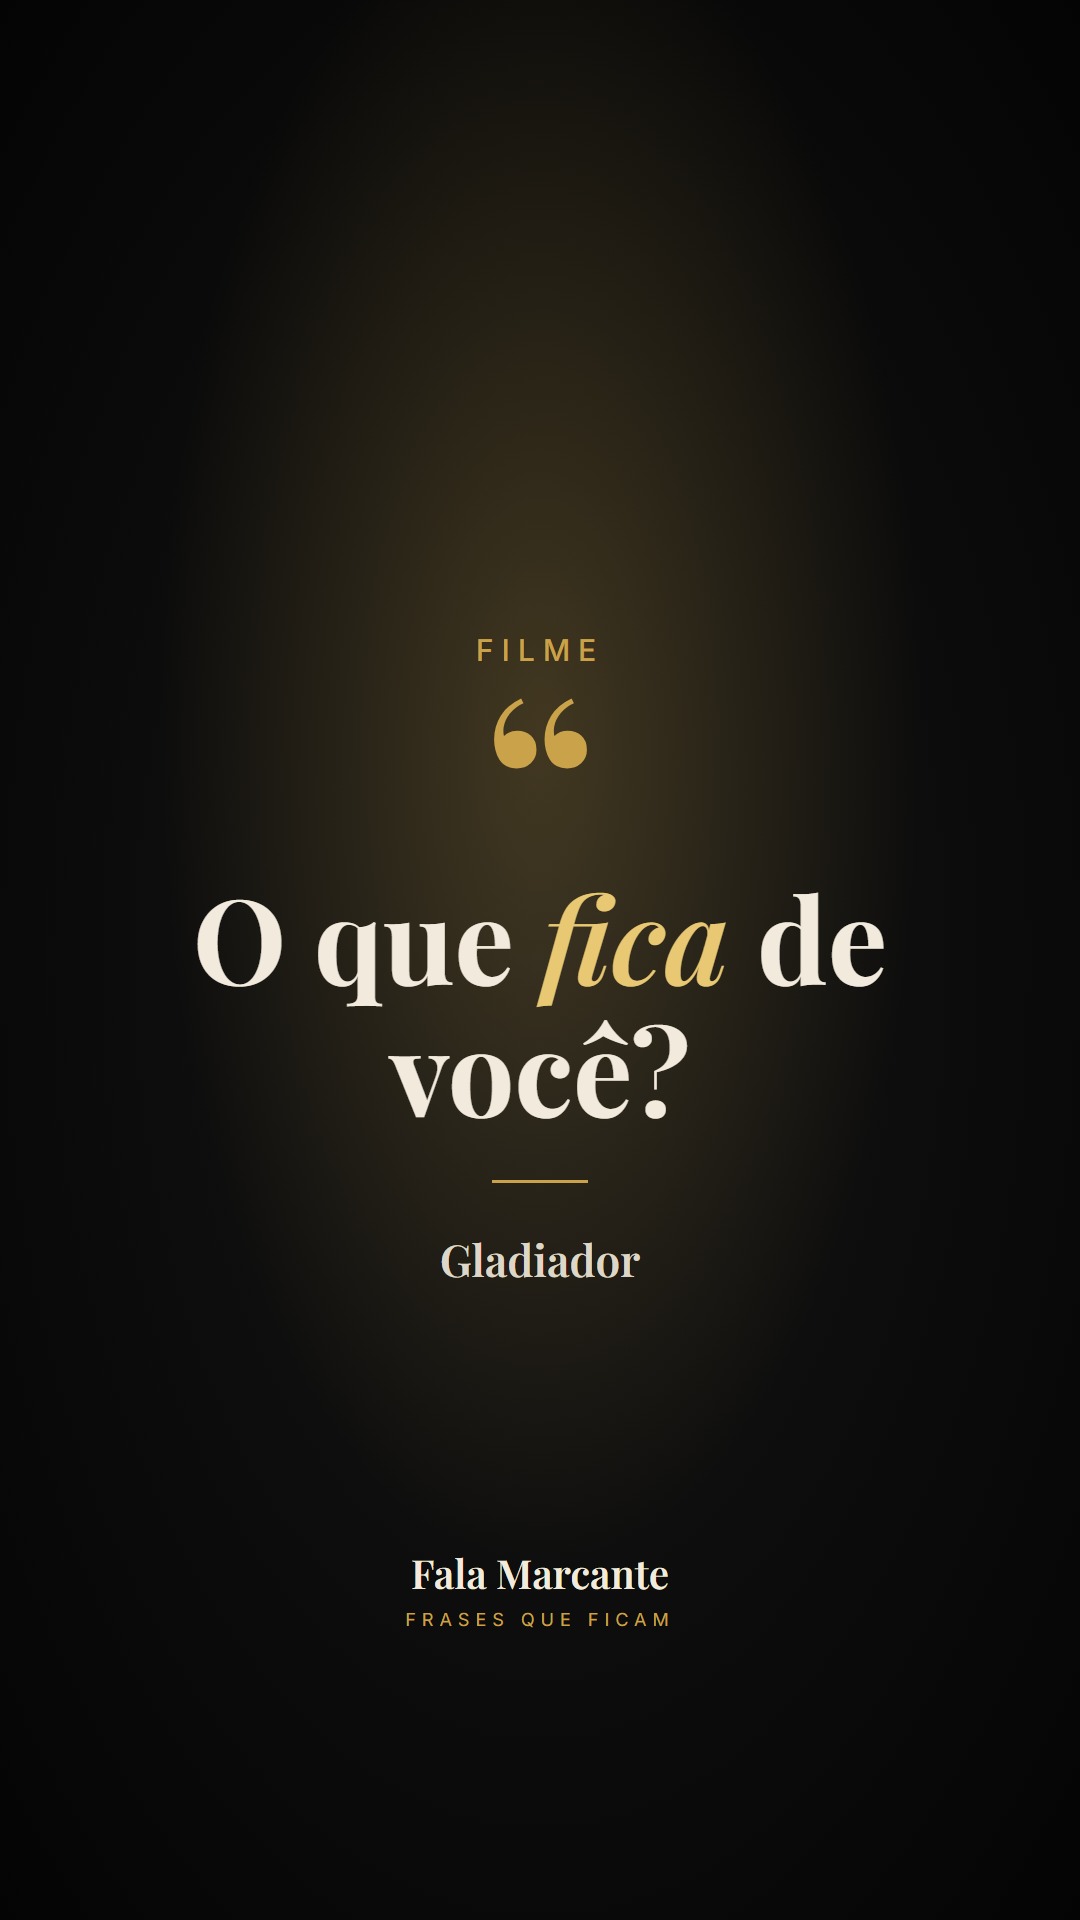 FILME
“
O que fica de
você?
Gladiador
Fala Marcante
FRASES QUE FICAM